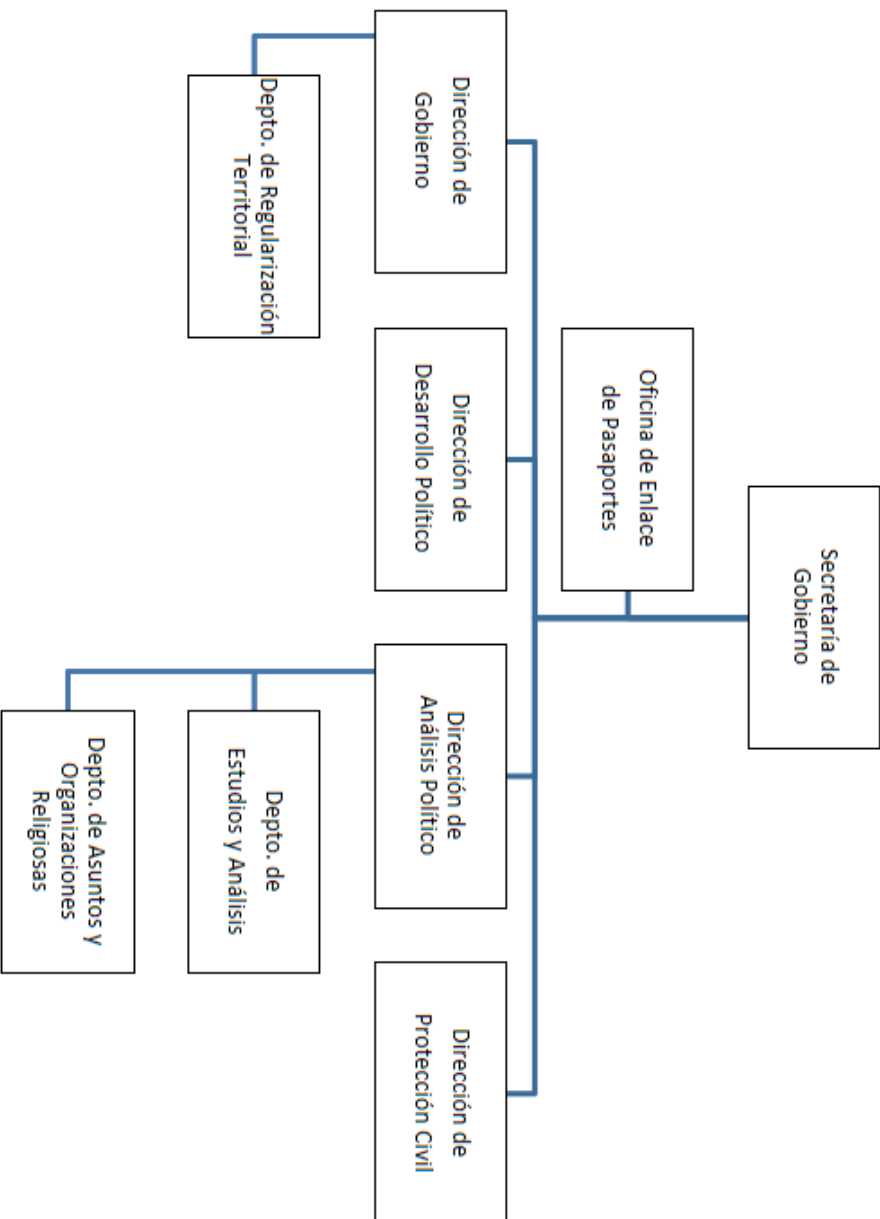 Secretaría de
Gobierno
Oficina de Enlace
de Pasaportes
Dirección de
Gobierno
Dirección de
Desarrollo Político
Dirección de
Análisis Político
Dirección de
Protección Civil
Depto. de Regularización
Territorial
Depto. de
Estudios y Análisis
Depto. de Asuntos y
Organizaciones
Religiosas